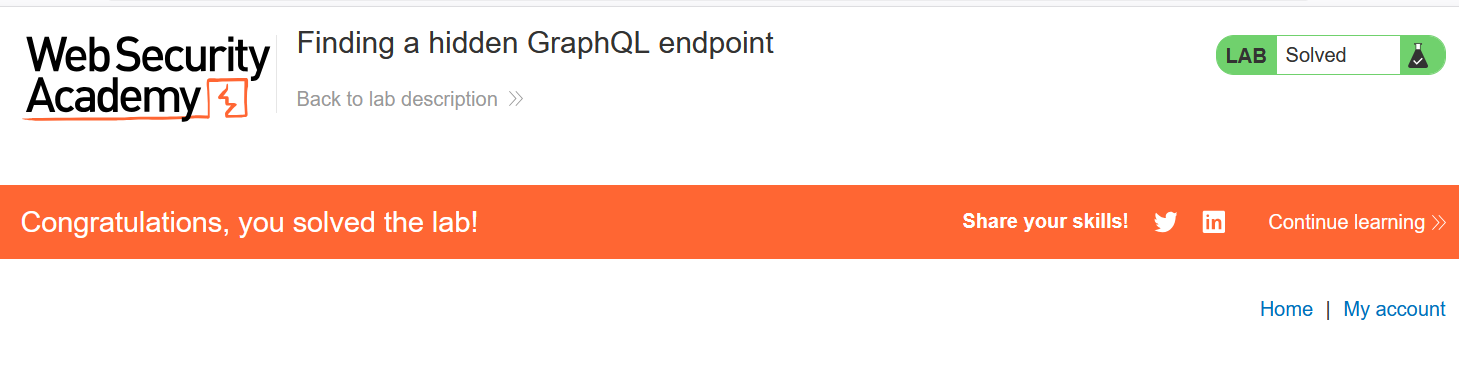 Web Security
Academy
Finding a hidden GraphQL endpoint
Back to lab description
LAB Solved
Congratulations, you solved the lab!
Share your skills!
Continue learning
Home | My account